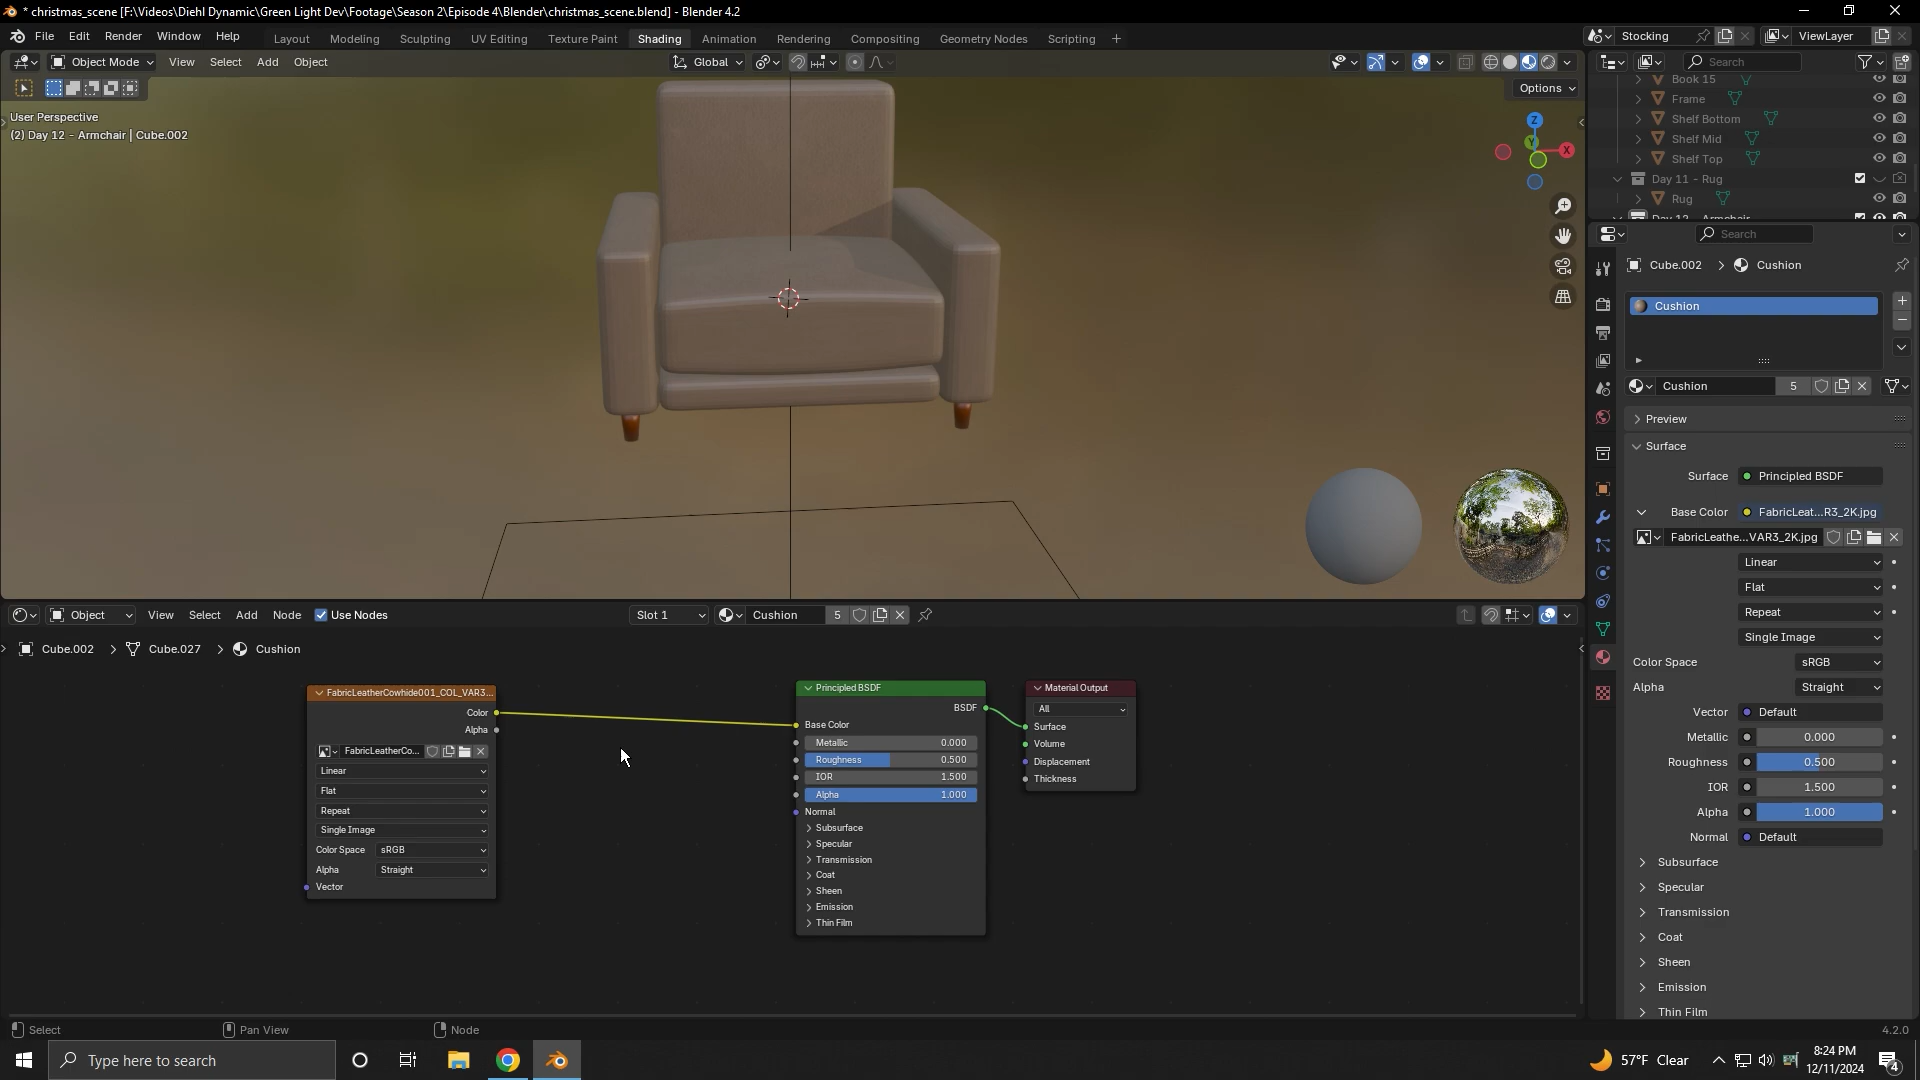 * christmas_scene [F:\Videos\Diehl Dynamic\Green Light Dev\Footage\Season 2\Episode 4\Blender\christmas_scene.blend] - Blender 4.2
File Edit Render Window Help Layout Modeling Sculpting UV Editing Texture Paint Shading Animation Rendering Compositing Geometry Nodes Scripting + Stocking ViewLayer
Object Mode View Select Add Object Global Search
Options
Book 15
User Perspective
(2) Day 12 - Armchair | Cube.002
Frame
Shelf Bottom
Shelf Mid
Shelf Top
Day 11 - Rug
Rug
Day 12 - Armchair
Z
Y
X
Search
Cube.002 > Cushion
Cushion
Cushion 5
Preview
Surface
Surface Principled BSDF
Base Color FabricLeat...R3_2K.jpg
FabricLeathe...VAR3_2K.jpg
Linear
Flat
Repeat
Single Image
Color Space sRGB
Alpha Straight
Vector Default
Metallic 0.000
Roughness 0.500
IOR 1.500
Alpha 1.000
Normal Default
Subsurface
Specular
Transmission
Coat
Sheen
Emission
Thin Film
Object View Select Add Node Use Nodes Slot 1 Cushion 5
Cube.002 > Cube.027 > Cushion
FabricLeatherCowhide001_COL_VAR3...
Color
Alpha
FabricLeatherCo...
Linear
Flat
Repeat
Single Image
Color Space sRGB
Alpha Straight
Vector
Principled BSDF
BSDF
Base Color
Metallic 0.000
Roughness 0.500
IOR 1.500
Alpha 1.000
Normal
Subsurface
Specular
Transmission
Coat
Sheen
Emission
Thin Film
Material Output
All
Surface
Volume
Displacement
Thickness
Select Pan View Node 4.2.0
Type here to search
57°F Clear
8:24 PM
12/11/2024
4